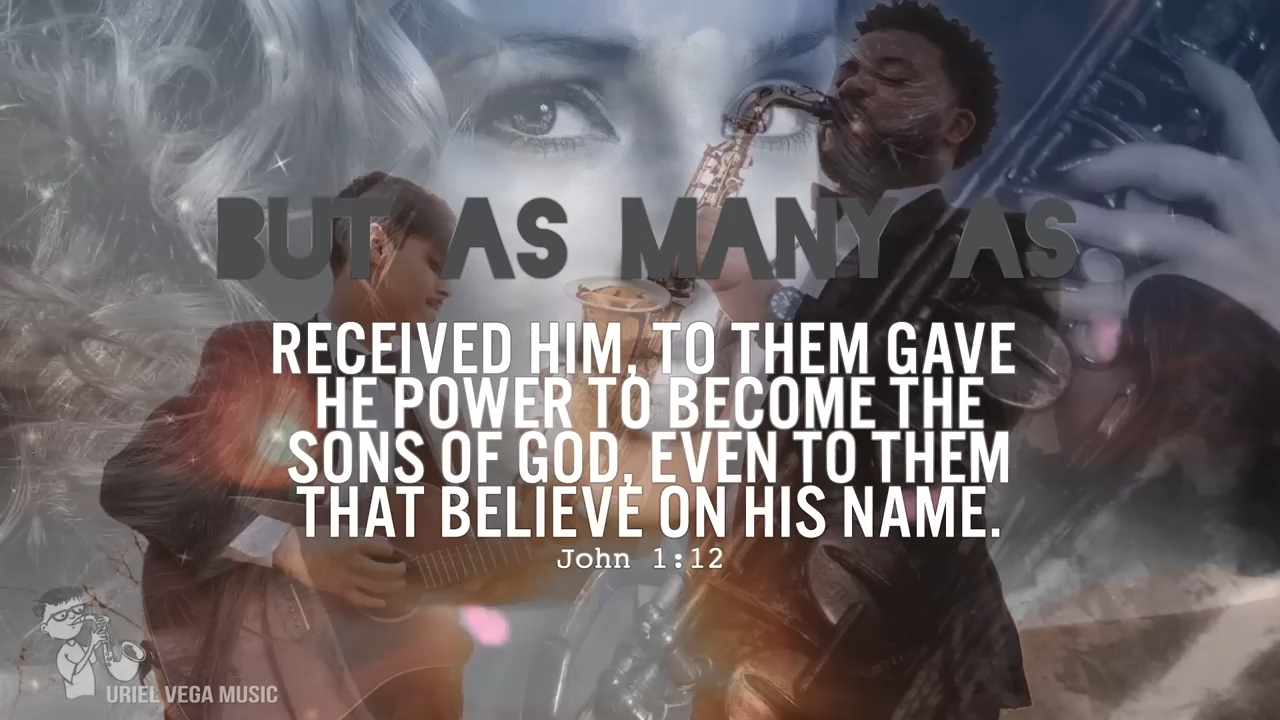 BUT AS MANY AS
RECEIVED HIM, TO THEM GAVE
HE POWER TO BECOME THE
SONS OF GOD, EVEN TO THEM
THAT BELIEVE ON HIS NAME.
John 1:12
URIEL VEGA MUSIC